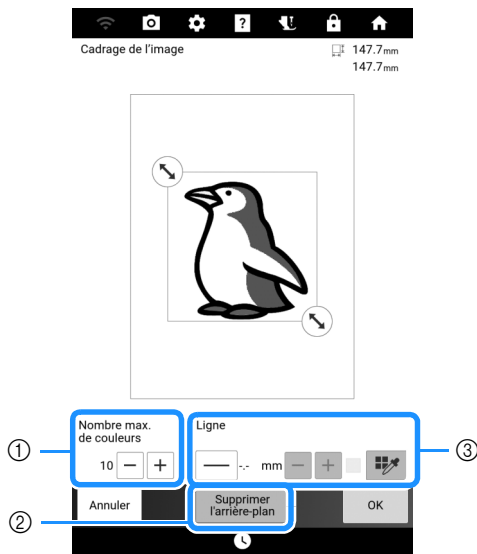 ?
Cadrage de l'image
147.7mm
147.7mm
Nombre max.
de couleurs
10 − +
Ligne
-.- mm − +
①
③
Annuler
Supprimer
l'arrière-plan
OK
②